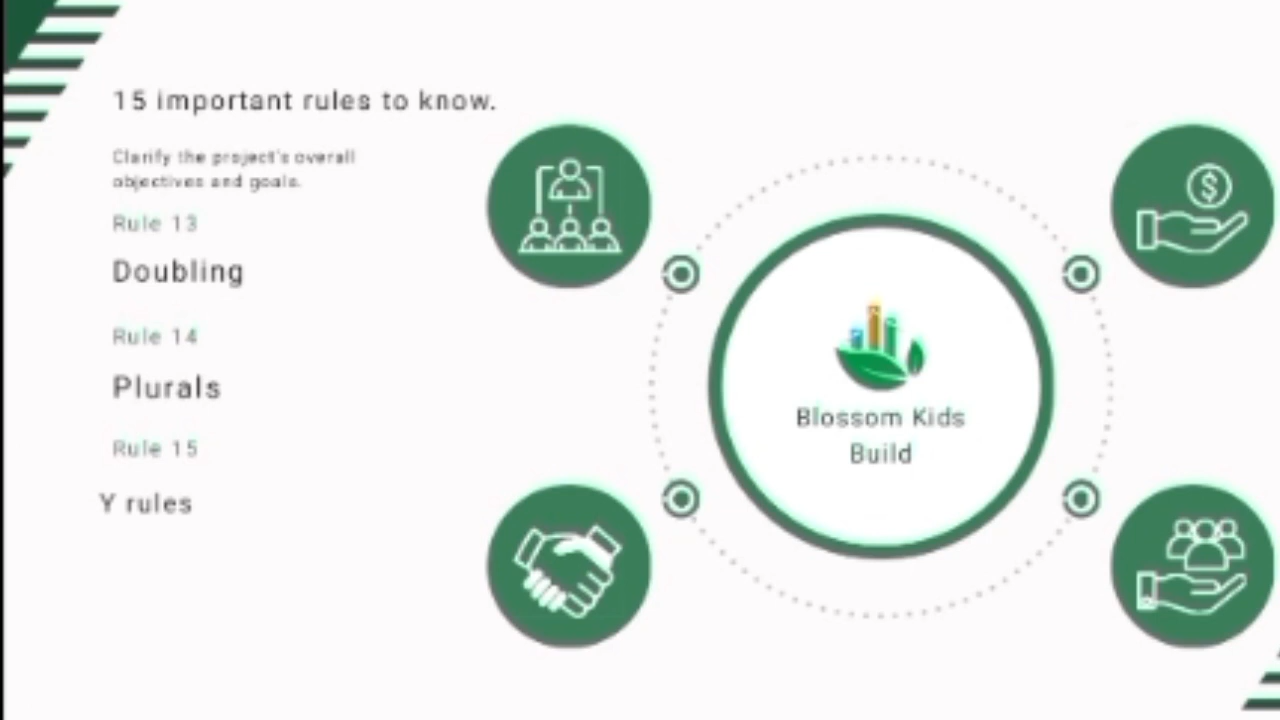 15 important rules to know.
Clarify the project's overall
objectives and goals.
Rule 13
Doubling
Rule 14
Plurals
Rule 15
Y rules
Blossom Kids
Build